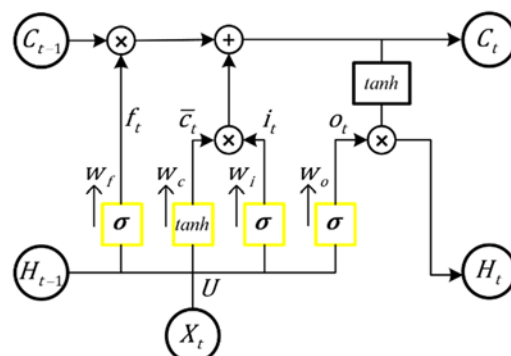 C_{t-1} × + C_t
tanh
f_t c̄_t × i_t o_t ×
W_f W_c W_i W_o
σ tanh σ σ
H_{t-1} U H_t
X_t